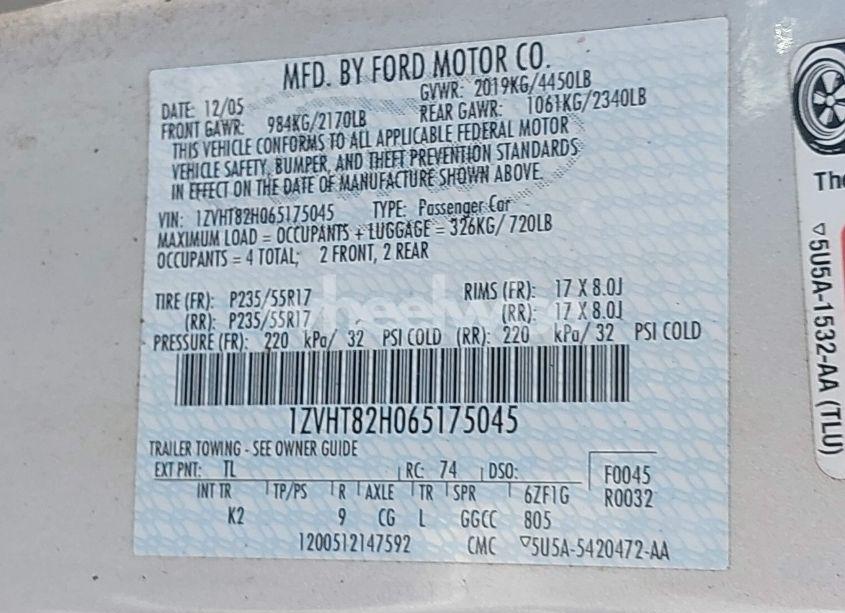 MFD. BY FORD MOTOR CO.
DATE: 12/05 GVWR: 2019KG/4450LB
FRONT GAWR: 984KG/2170LB REAR GAWR: 1061KG/2340LB
THIS VEHICLE CONFORMS TO ALL APPLICABLE FEDERAL MOTOR
VEHICLE SAFETY, BUMPER, AND THEFT PREVENTION STANDARDS
IN EFFECT ON THE DATE OF MANUFACTURE SHOWN ABOVE.
VIN: 1ZVHT82H065175045 TYPE: Passenger Car
MAXIMUM LOAD = OCCUPANTS + LUGGAGE = 326KG/ 720LB
OCCUPANTS = 4 TOTAL; 2 FRONT, 2 REAR
TIRE (FR): P235/55R17 RIMS (FR): 17 X 8.0J
(RR): P235/55R17 (RR): 17 X 8.0J
PRESSURE (FR): 220 kPa/ 32 PSI COLD (RR): 220 kPa/ 32 PSI COLD
1ZVHT82H065175045
TRAILER TOWING - SEE OWNER GUIDE
EXT PNT: TL RC: 74 DSO: F0045
INT TR TP/PS R AXLE TR SPR 6ZF1G R0032
K2 9 CG L GGCC 805
1200512147592 CMC ▽5U5A-5420472-AA
The
▽5U5A-1532-AA (TLU)